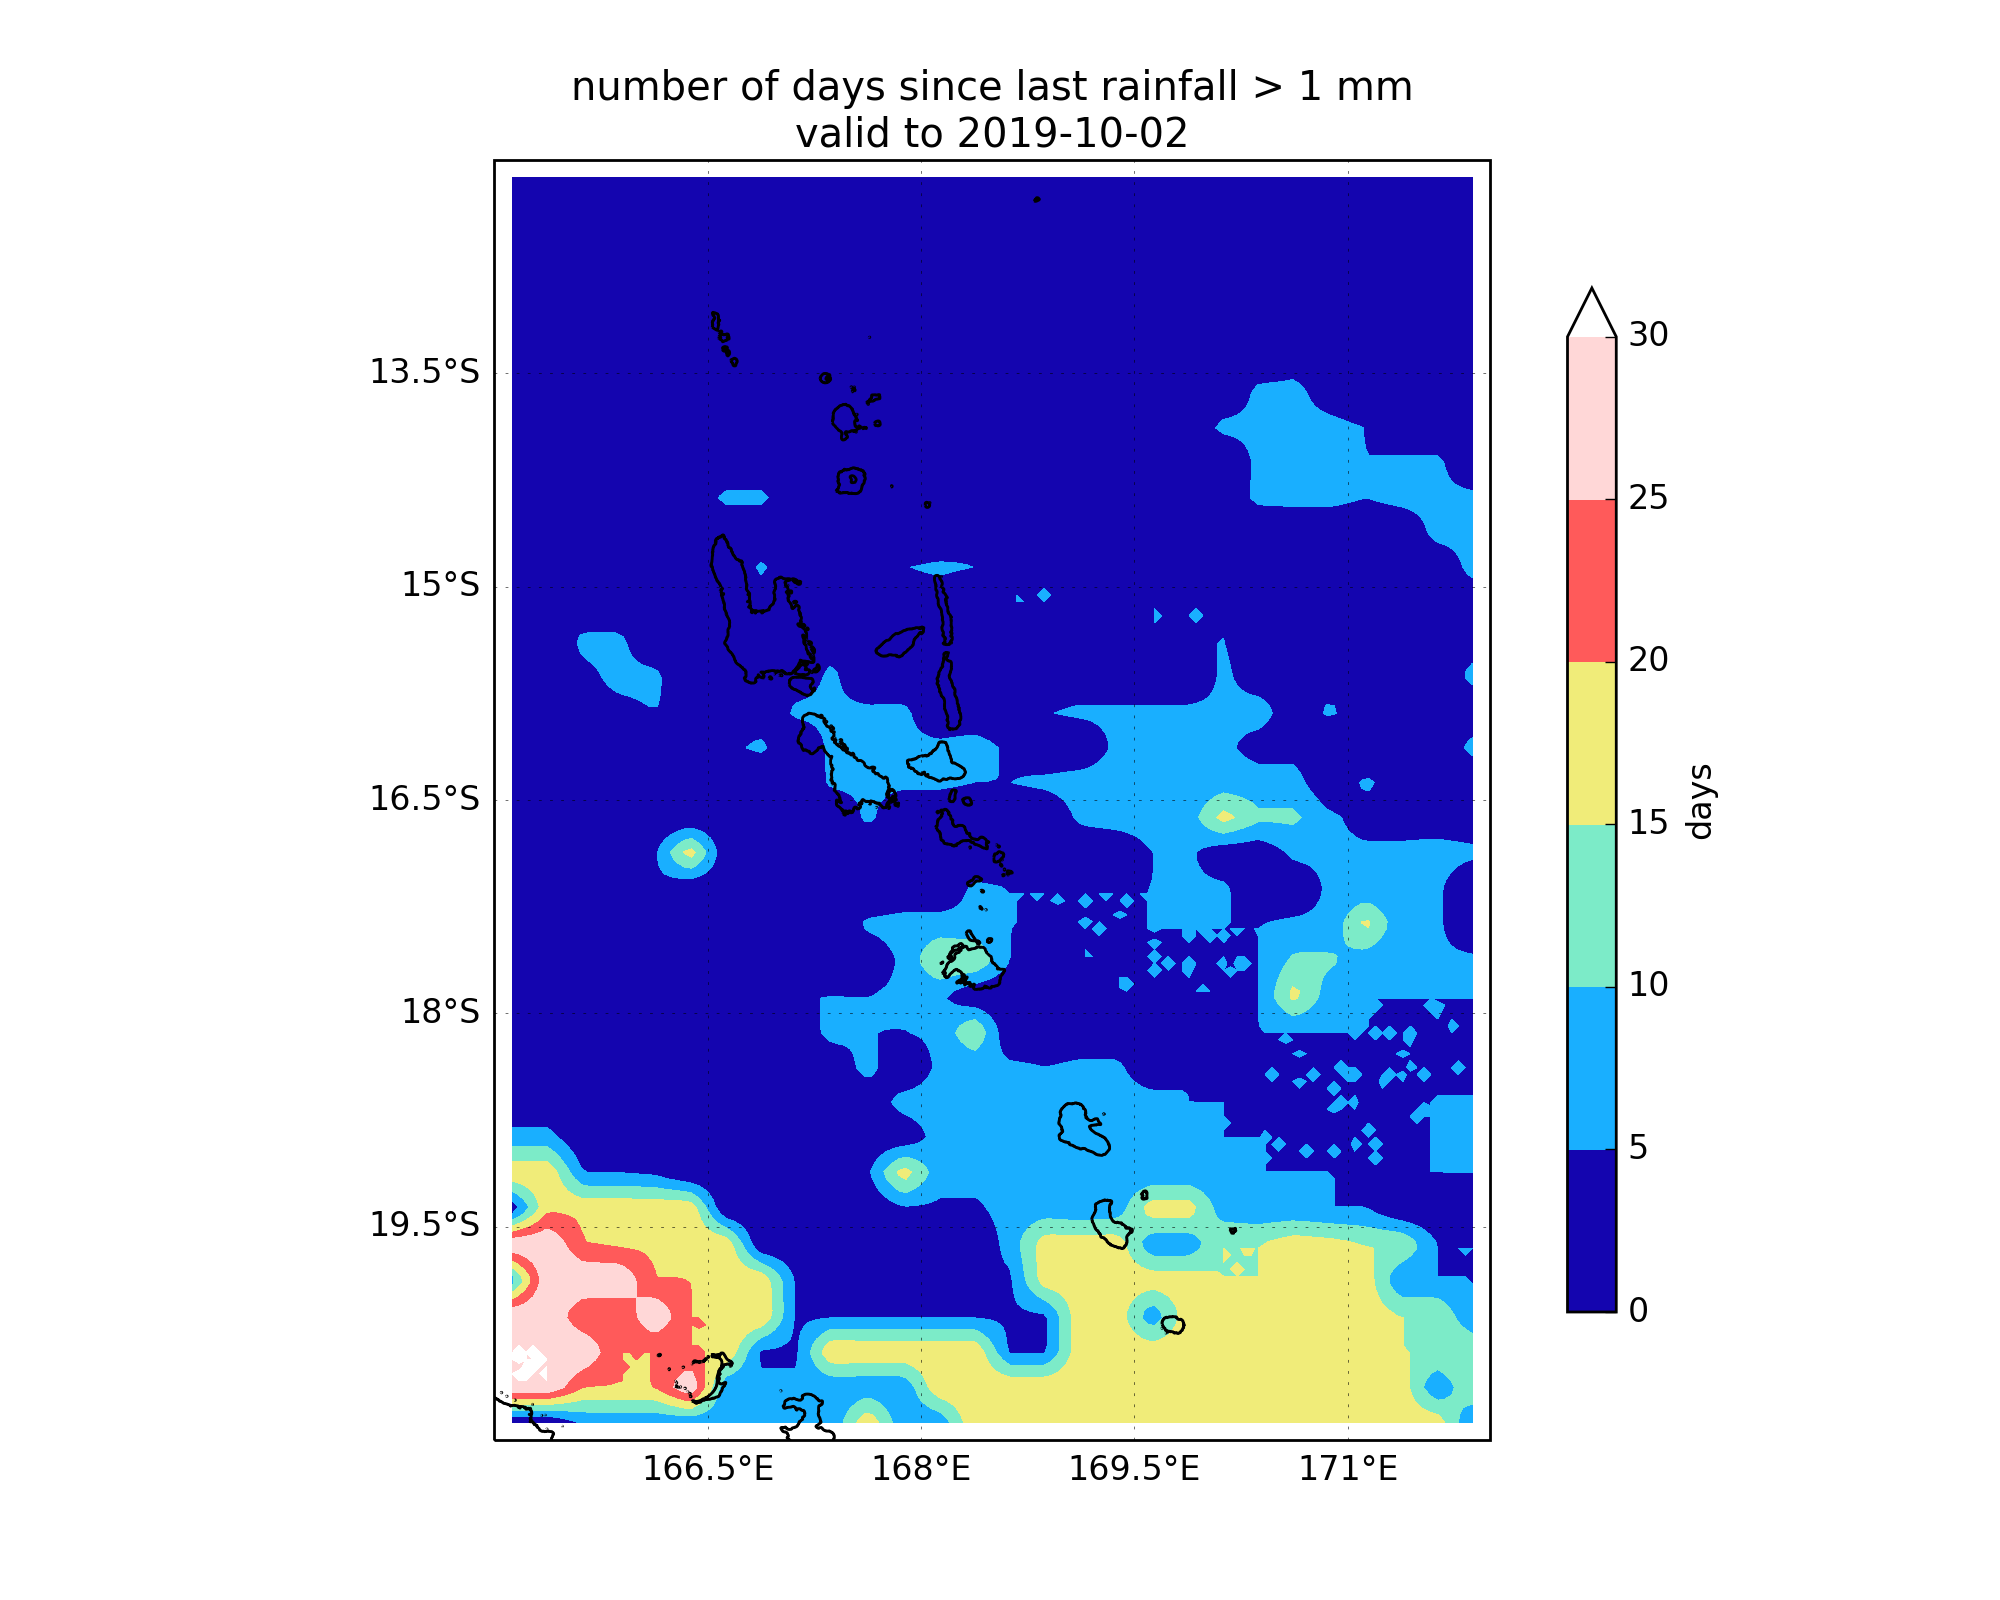 number of days since last rainfall > 1 mm
valid to 2019-10-02
13.5°S
15°S
16.5°S
18°S
19.5°S
166.5°E
168°E
169.5°E
171°E
30
25
20
15
10
5
0
days